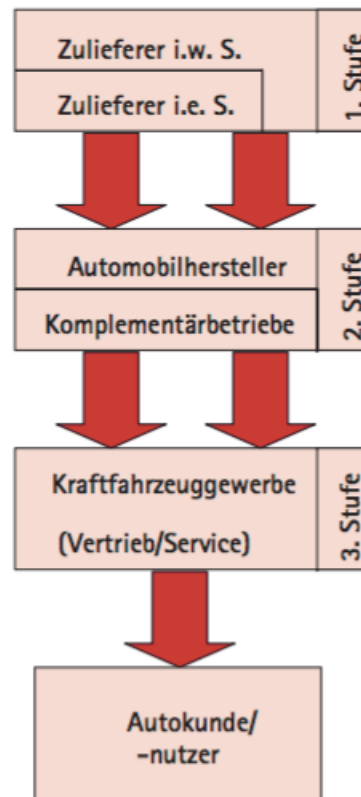 Zulieferer i.w. S.
Zulieferer i.e. S.
1. Stufe
Automobilhersteller
Komplementärbetriebe
2. Stufe
Kraftfahrzeuggewerbe
(Vertrieb/Service)
3. Stufe
Autokunde/
-nutzer